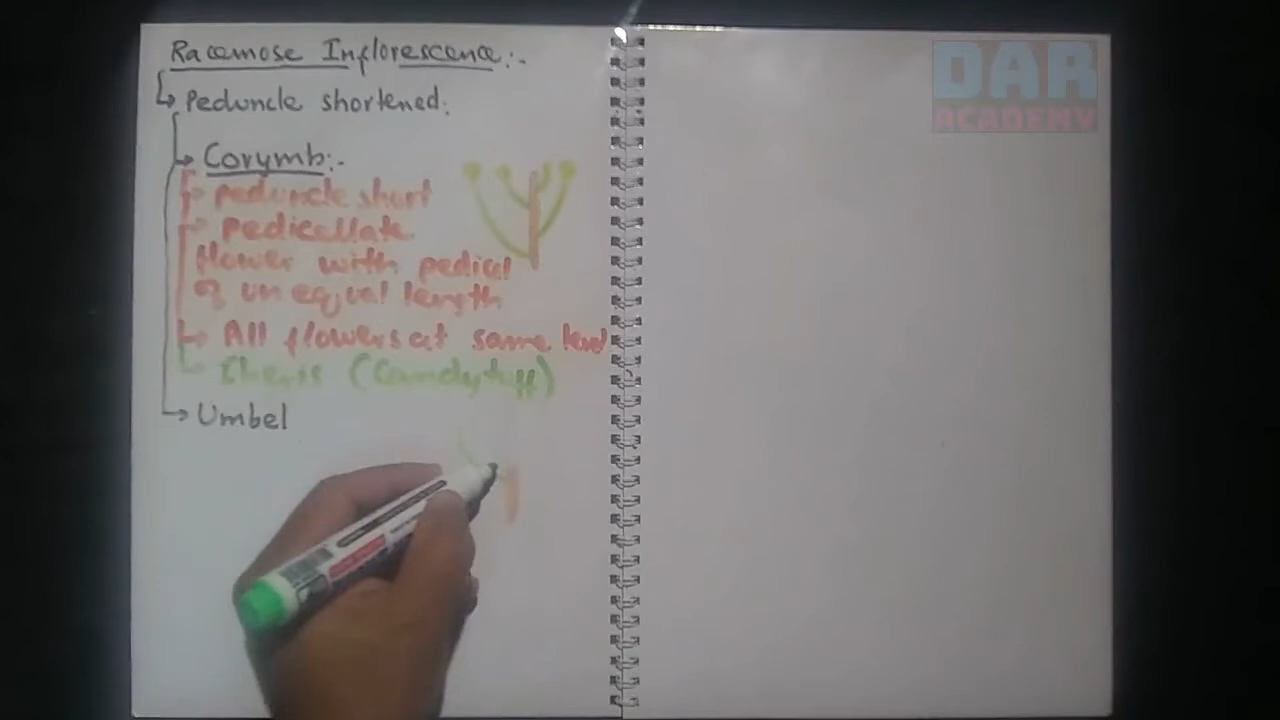 Racemose Inflorescence:-
Peduncle shortened:
Corymb:-
peduncle short
pedicellate
flower with pedical
of unequal length
All flowers at same level
Iberis (Candytuft)
Umbel
DAR
ACADEMY